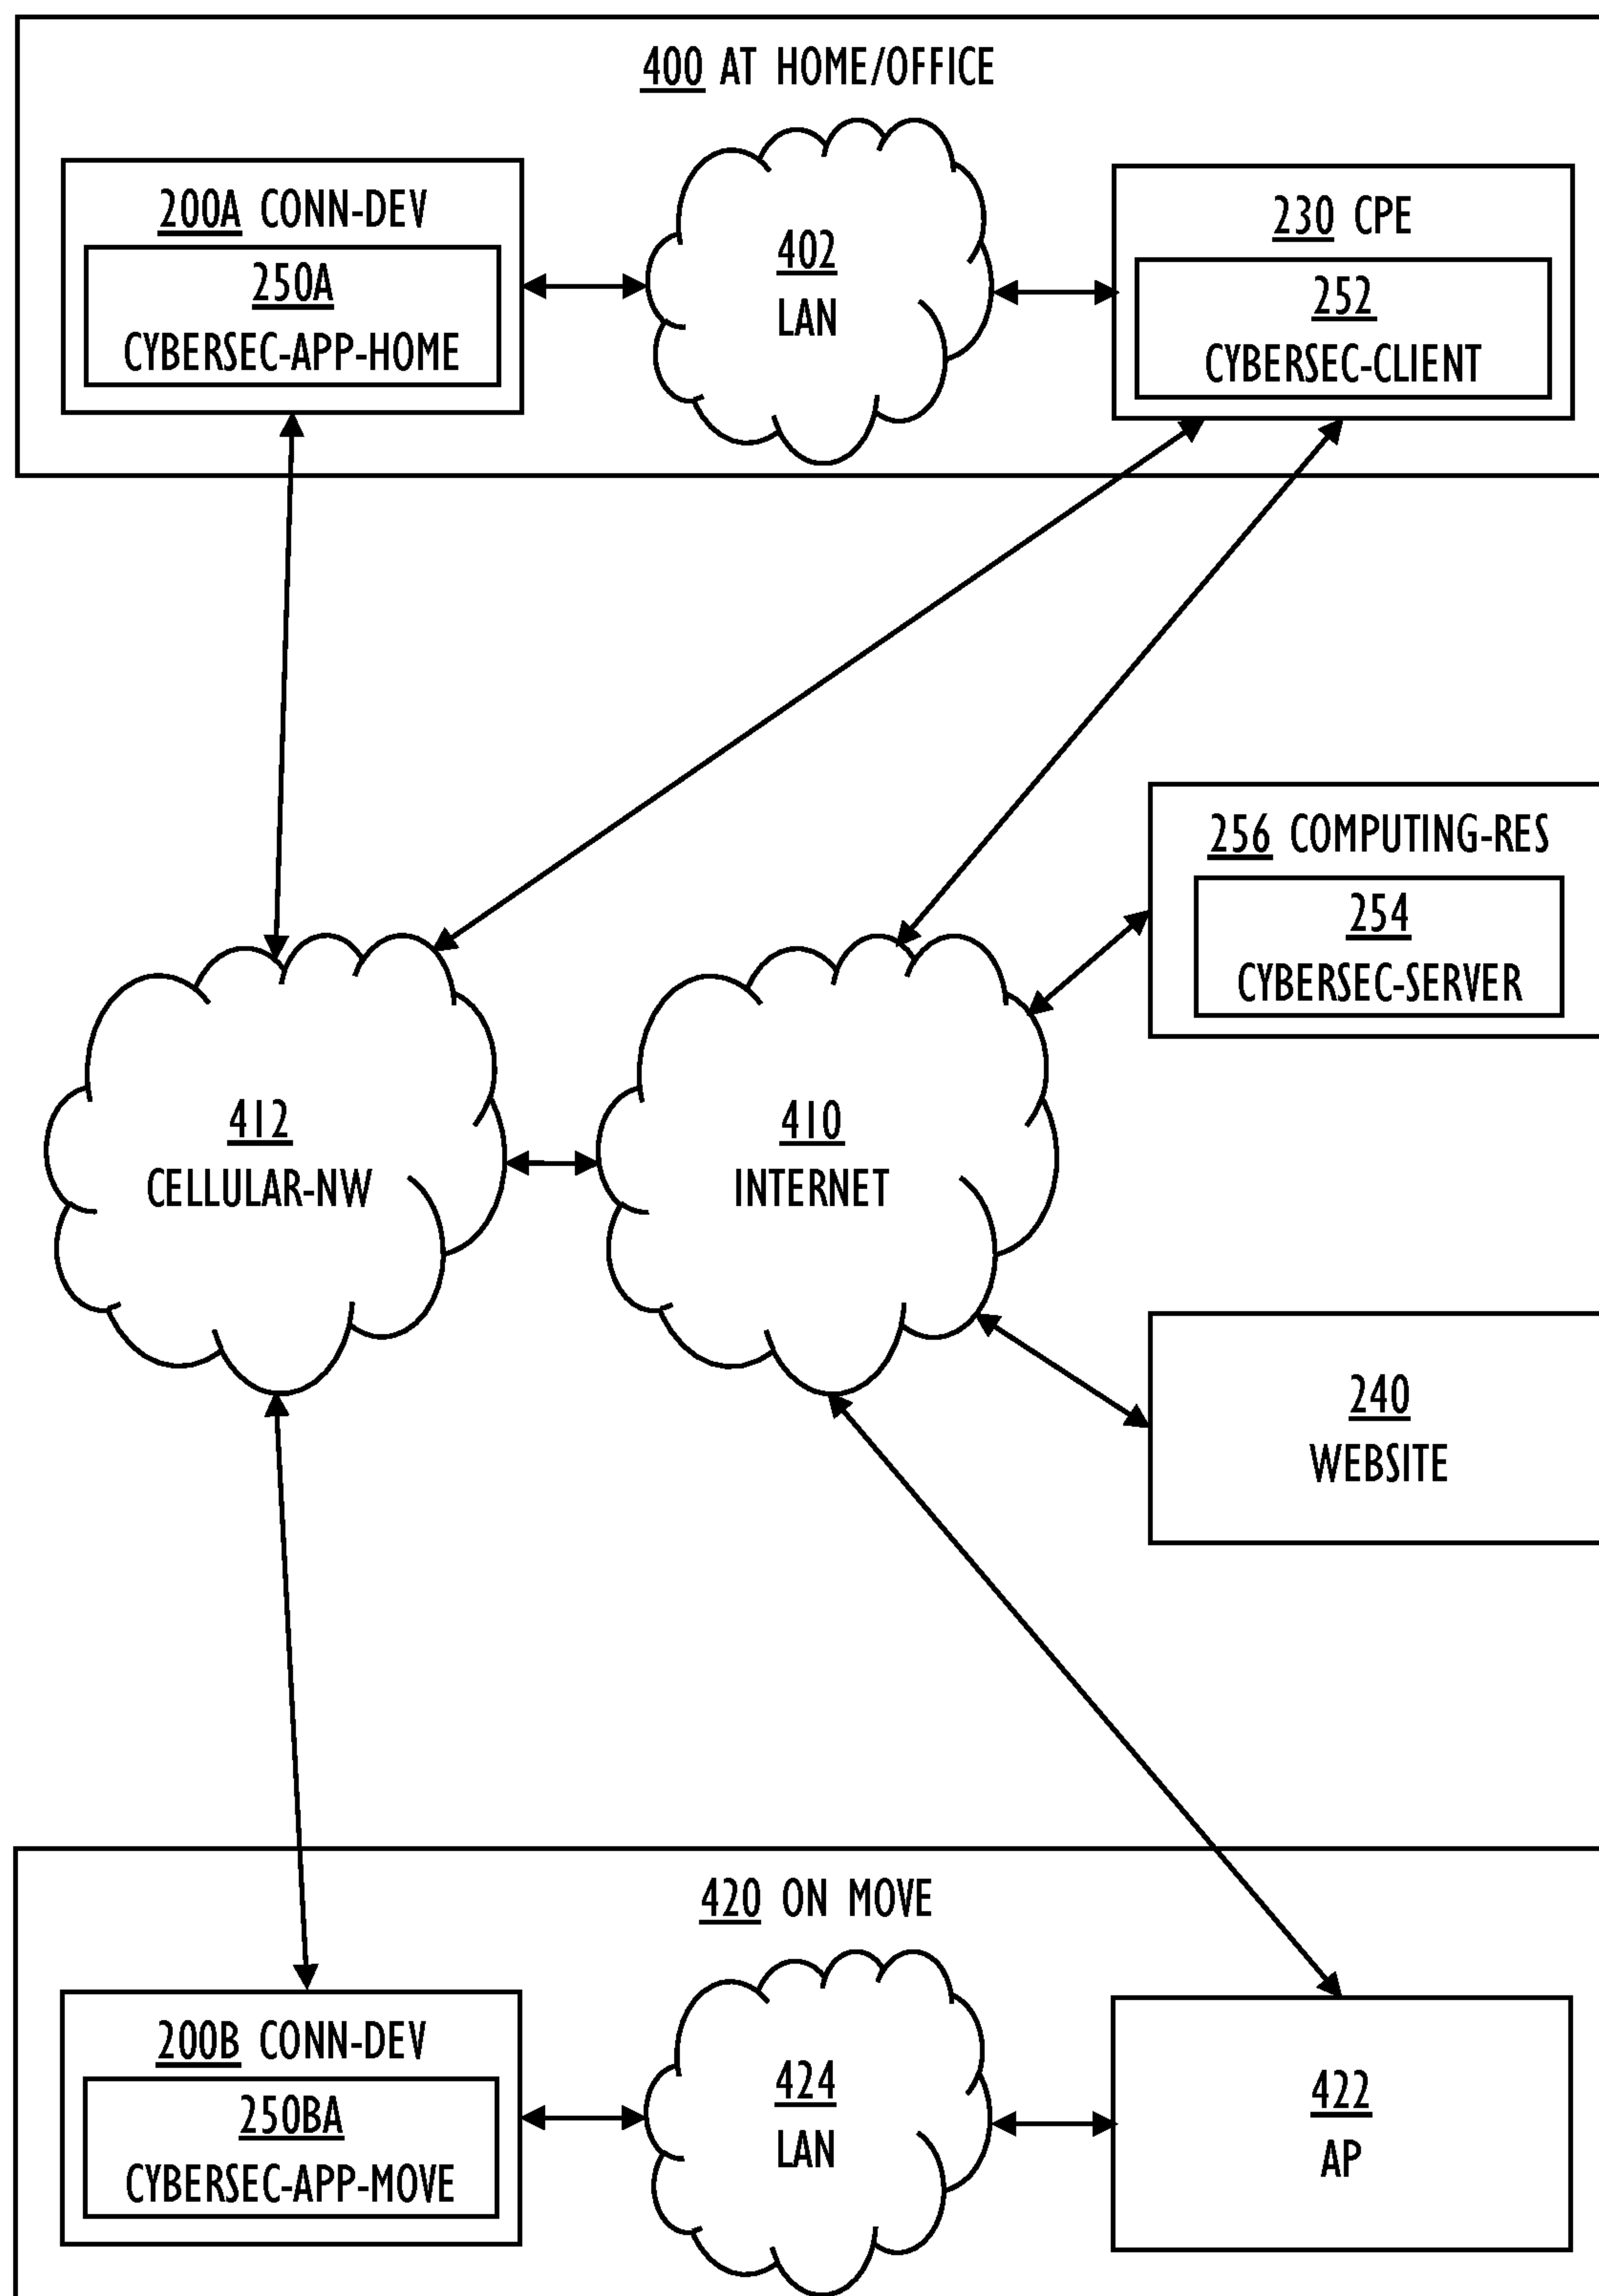 400 AT HOME/OFFICE
200A CONN-DEV
250A
CYBERSEC-APP-HOME
402
LAN
230 CPE
252
CYBERSEC-CLIENT
256 COMPUTING-RES
254
CYBERSEC-SERVER
412
CELLULAR-NW
410
INTERNET
240
WEBSITE
420 ON MOVE
200B CONN-DEV
250BA
CYBERSEC-APP-MOVE
424
LAN
422
AP